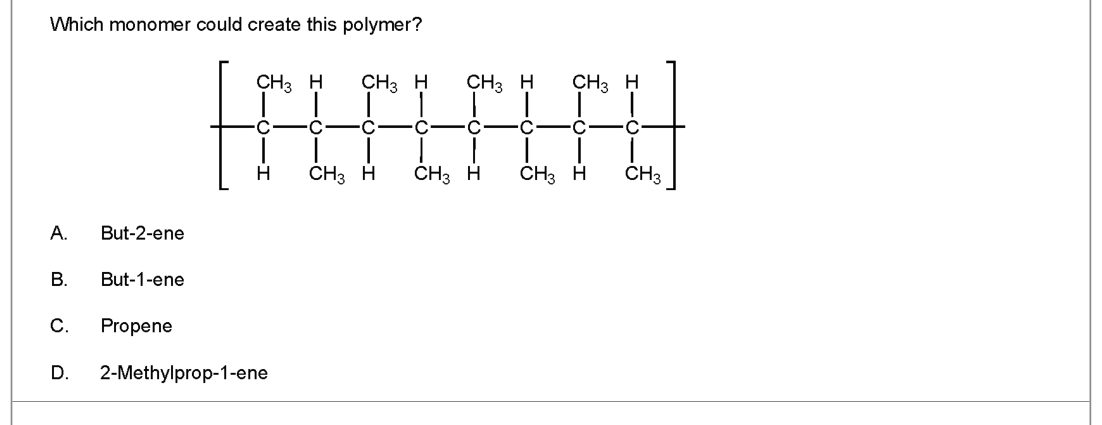 Which monomer could create this polymer?
CH3 H CH3 H CH3 H CH3 H
C C C C C C C C
H CH3 H CH3 H CH3 H CH3
A. But-2-ene
B. But-1-ene
C. Propene
D. 2-Methylprop-1-ene